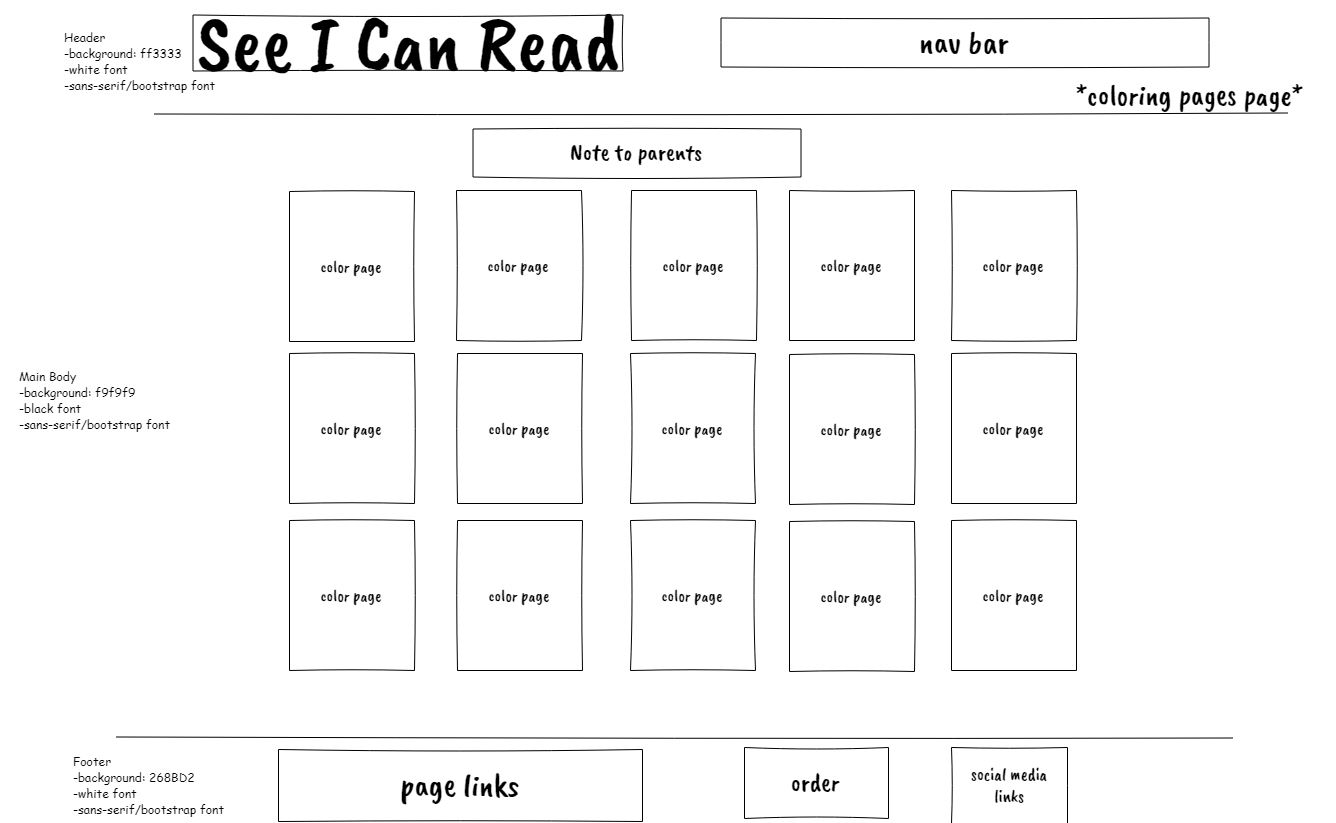 See I Can Read
nav bar
Header
-background: ff3333
-white font
-sans-serif/bootstrap font
*coloring pages page*
Note to parents
color page
color page
color page
color page
color page
Main Body
-background: f9f9f9
-black font
-sans-serif/bootstrap font
color page
color page
color page
color page
color page
color page
color page
color page
color page
color page
Footer
-background: 268BD2
-white font
-sans-serif/bootstrap font
page links
order
social media
links